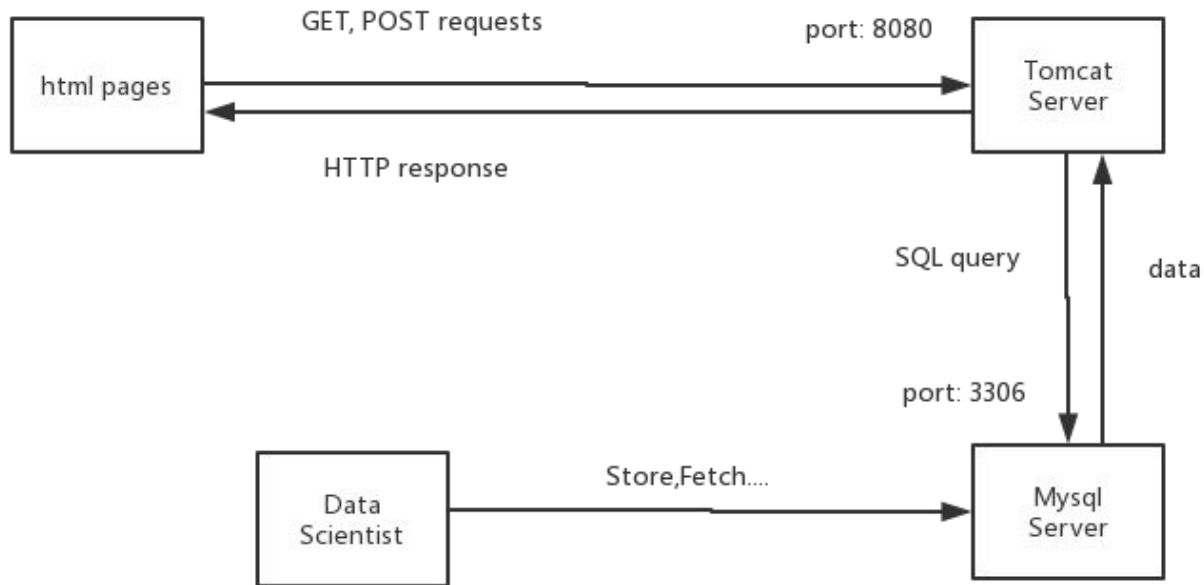 GET, POST requests
port: 8080
html pages
Tomcat
Server
HTTP response
SQL query
data
port: 3306
Store,Fetch....
Data
Scientist
Mysql
Server